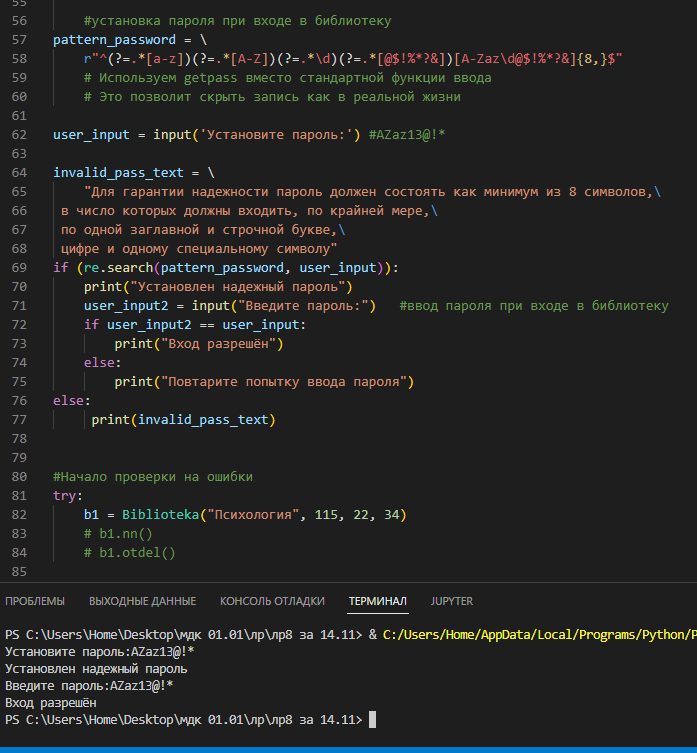 55
56 #установка пароля при входе в библиотеку
57 pattern_password = \
58 r"^(?=.*[a-z])(?=.*[A-Z])(?=.*\d)(?=.*[@$!%*?&])[A-Zaz\d@$!%*?&]{8,}$"
59 # Используем getpass вместо стандартной функции ввода
60 # Это позволит скрыть запись как в реальной жизни
61
62 user_input = input('Установите пароль:') #AZaz13@!*
63
64 invalid_pass_text = \
65 "Для гарантии надежности пароль должен состоять как минимум из 8 символов,\
66 в число которых должны входить, по крайней мере,\
67 по одной заглавной и строчной букве,\
68 цифре и одному специальному символу"
69 if (re.search(pattern_password, user_input)):
70 print("Установлен надежный пароль")
71 user_input2 = input("Введите пароль:") #ввод пароля при входе в библиотеку
72 if user_input2 == user_input:
73 print("Вход разрешён")
74 else:
75 print("Повтарите попытку ввода пароля")
76 else:
77 print(invalid_pass_text)
78
79
80 #Начало проверки на ошибки
81 try:
82 b1 = Biblioteka("Психология", 115, 22, 34)
83 # b1.nn()
84 # b1.otdel()
85
ПРОБЛЕМЫ ВЫХОДНЫЕ ДАННЫЕ КОНСОЛЬ ОТЛАДКИ ТЕРМИНАЛ JUPYTER
PS C:\Users\Home\Desktop\мдк 01.01\лр\лр8 за 14.11> & C:/Users/Home/AppData/Local/Programs/Python/P
Установите пароль:AZaz13@!*
Установлен надежный пароль
Введите пароль:AZaz13@!*
Вход разрешён
PS C:\Users\Home\Desktop\мдк 01.01\лр\лр8 за 14.11>